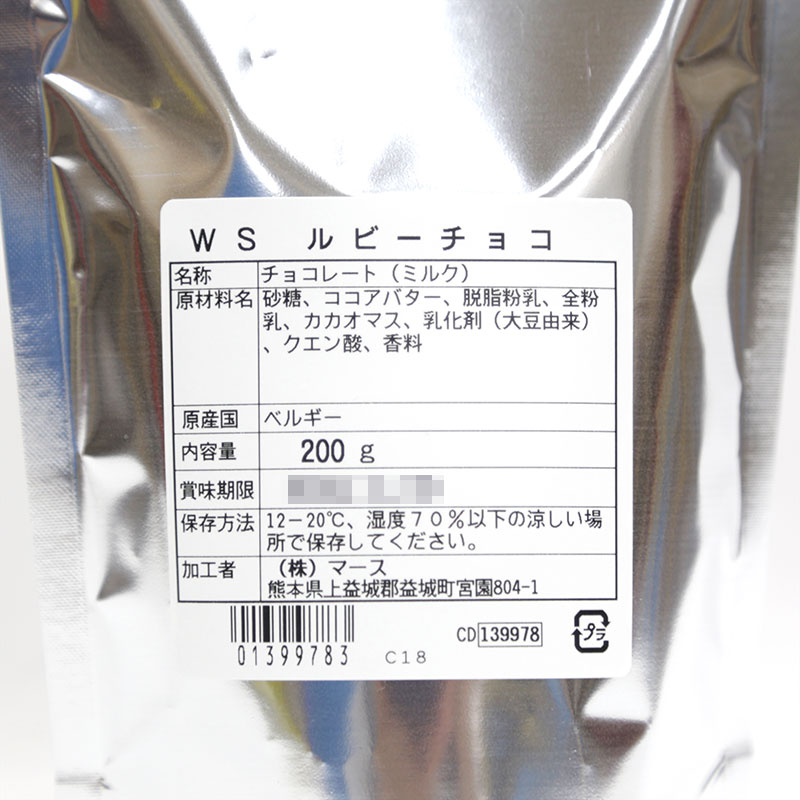 ＷＳ ルビーチョコ
名称 チョコレート（ミルク）
原材料名 砂糖、ココアバター、脱脂粉乳、全粉
乳、カカオマス、乳化剤（大豆由来）
、クエン酸、香料
原産国 ベルギー
内容量 200 g
賞味期限
保存方法 12－20℃、湿度７０％以下の涼しい場
所で保存してください。
加工者 （株）マース
熊本県上益城郡益城町宮園804-1
01399783 C18 CD 139978 プラ